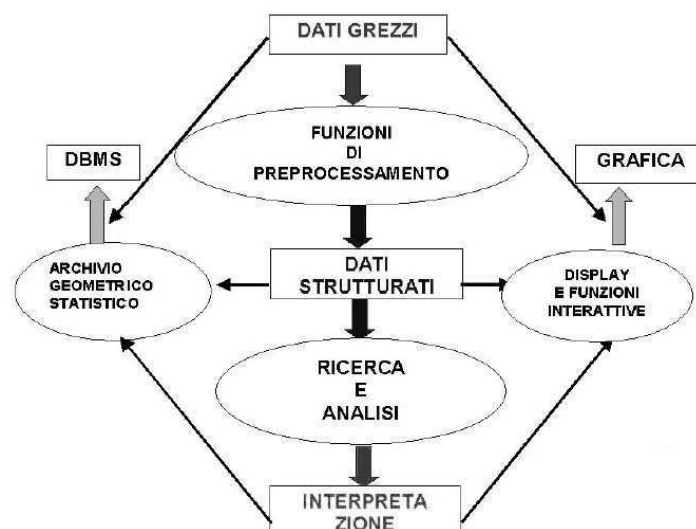 DATI GREZZI
FUNZIONI
DI
PREPROCESSAMENTO
DBMS
GRAFICA
ARCHIVIO
GEOMETRICO
STATISTICO
DATI
STRUTTURATI
DISPLAY
E FUNZIONI
INTERATTIVE
RICERCA
E
ANALISI
INTERPRETA
ZIONE